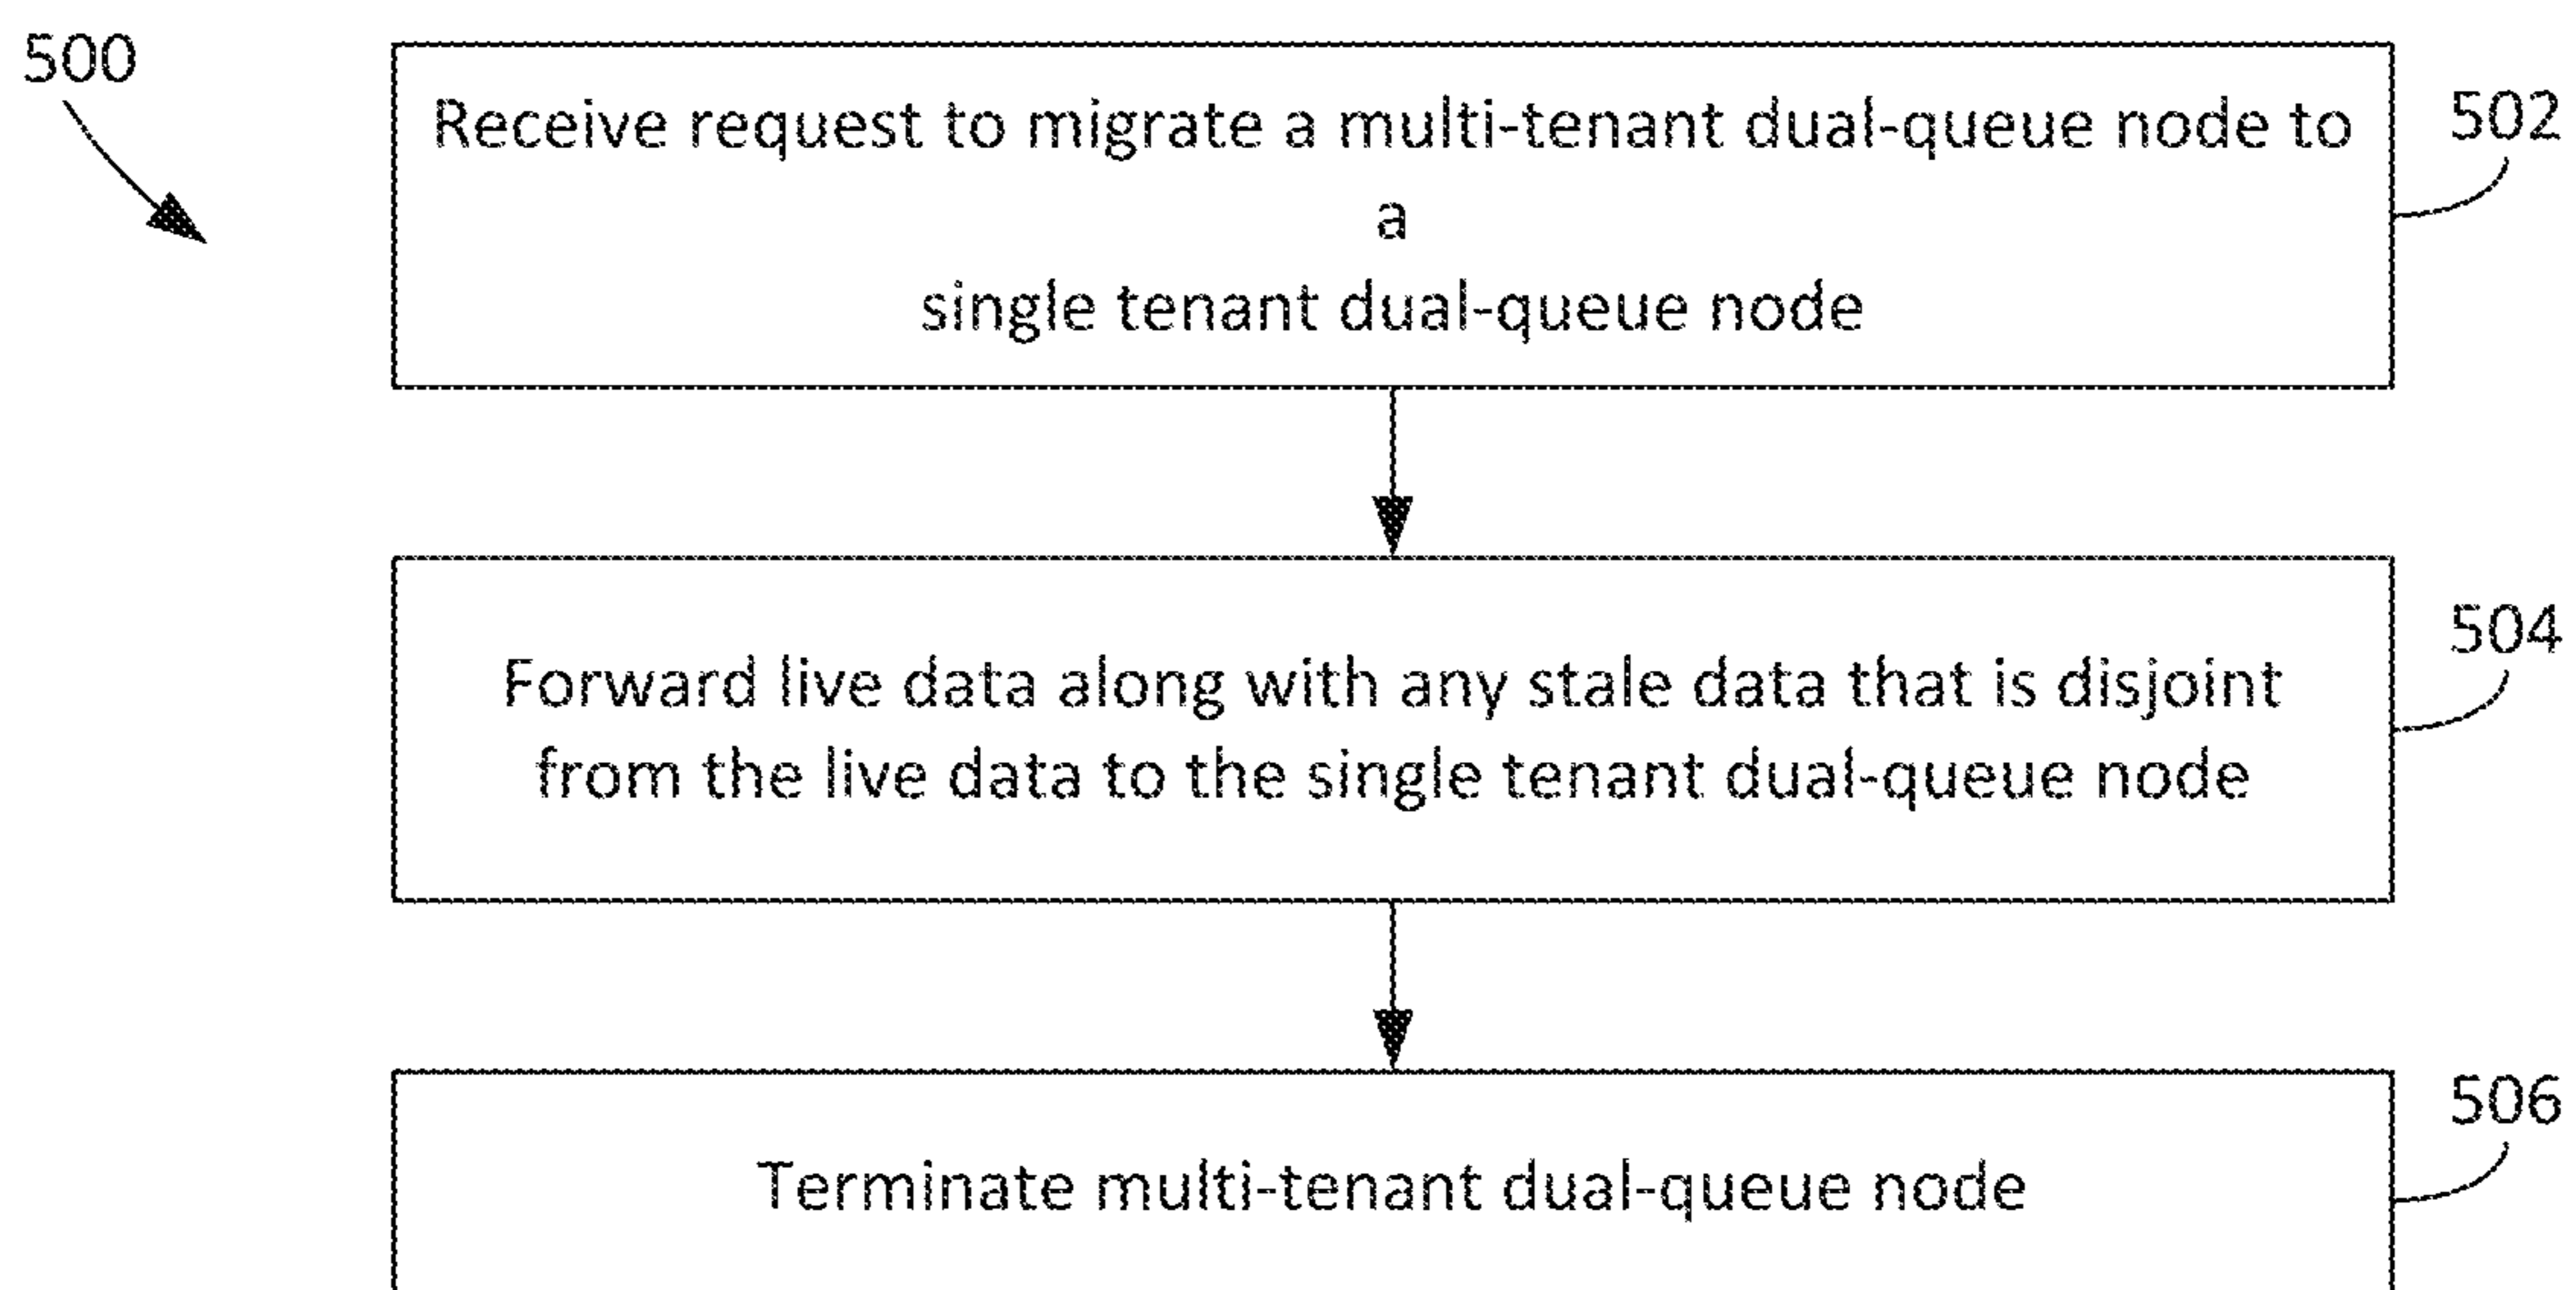 500
Receive request to migrate a multi-tenant dual-queue node to
a
single tenant dual-queue node
502
Forward live data along with any stale data that is disjoint
from the live data to the single tenant dual-queue node
504
Terminate multi-tenant dual-queue node
506